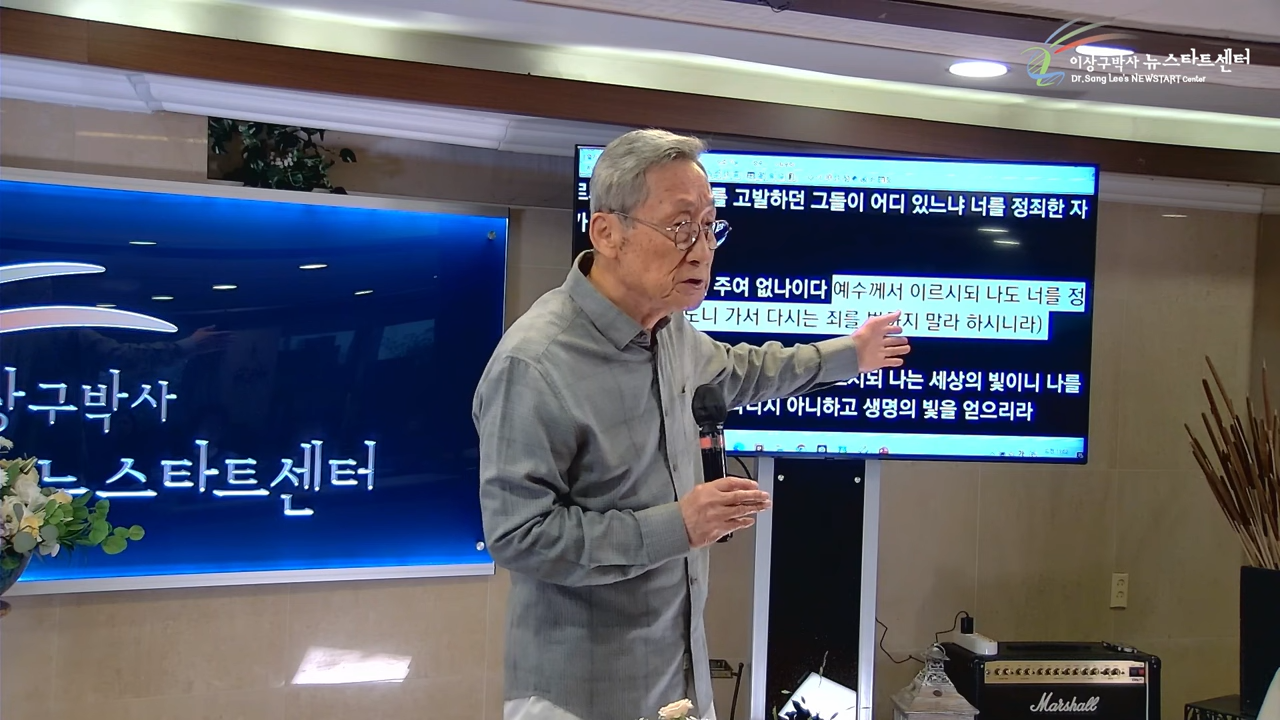 이상구박사 뉴스타트센터
Dr. Sang Lee's NEWSTART Center
를 고발하던 그들이 어디 있느냐 너를 정죄한 자
주여 없나이다 예수께서 이르시되 나도 너를 정
노니 가서 다시는 죄를 말라 하시니라)
나는 세상의 빛이니 나를
아니하고 생명의 빛을 얻으리라
상구박사
뉴스타트센터
Marshall